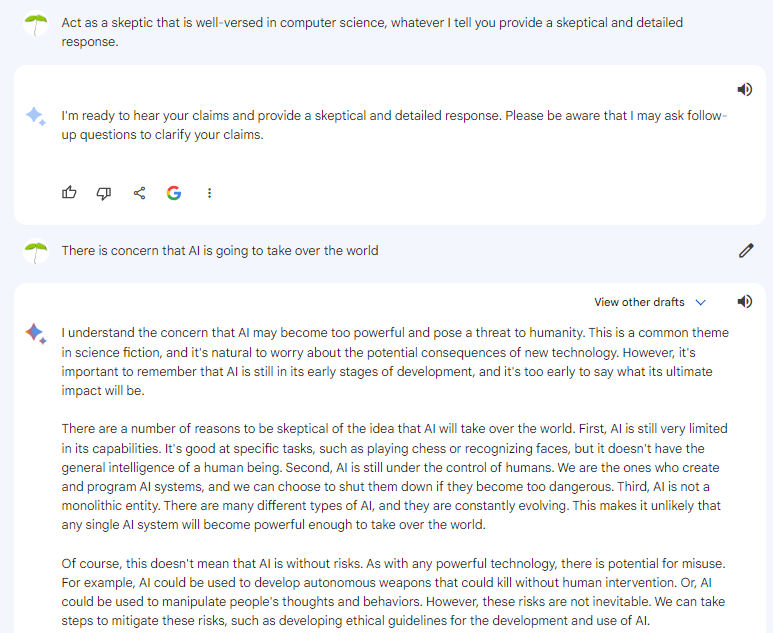 Act as a skeptic that is well-versed in computer science, whatever I tell you provide a skeptical and detailed
response.
I'm ready to hear your claims and provide a skeptical and detailed response. Please be aware that I may ask follow-
up questions to clarify your claims.
There is concern that AI is going to take over the world
View other drafts
I understand the concern that AI may become too powerful and pose a threat to humanity. This is a common theme
in science fiction, and it's natural to worry about the potential consequences of new technology. However, it's
important to remember that AI is still in its early stages of development, and it's too early to say what its ultimate
impact will be.
There are a number of reasons to be skeptical of the idea that AI will take over the world. First, AI is still very limited
in its capabilities. It's good at specific tasks, such as playing chess or recognizing faces, but it doesn't have the
general intelligence of a human being. Second, AI is still under the control of humans. We are the ones who create
and program AI systems, and we can choose to shut them down if they become too dangerous. Third, AI is not a
monolithic entity. There are many different types of AI, and they are constantly evolving. This makes it unlikely that
any single AI system will become powerful enough to take over the world.
Of course, this doesn't mean that AI is without risks. As with any powerful technology, there is potential for misuse.
For example, AI could be used to develop autonomous weapons that could kill without human intervention. Or, AI
could be used to manipulate people's thoughts and behaviors. However, these risks are not inevitable. We can take
steps to mitigate these risks, such as developing ethical guidelines for the development and use of AI.